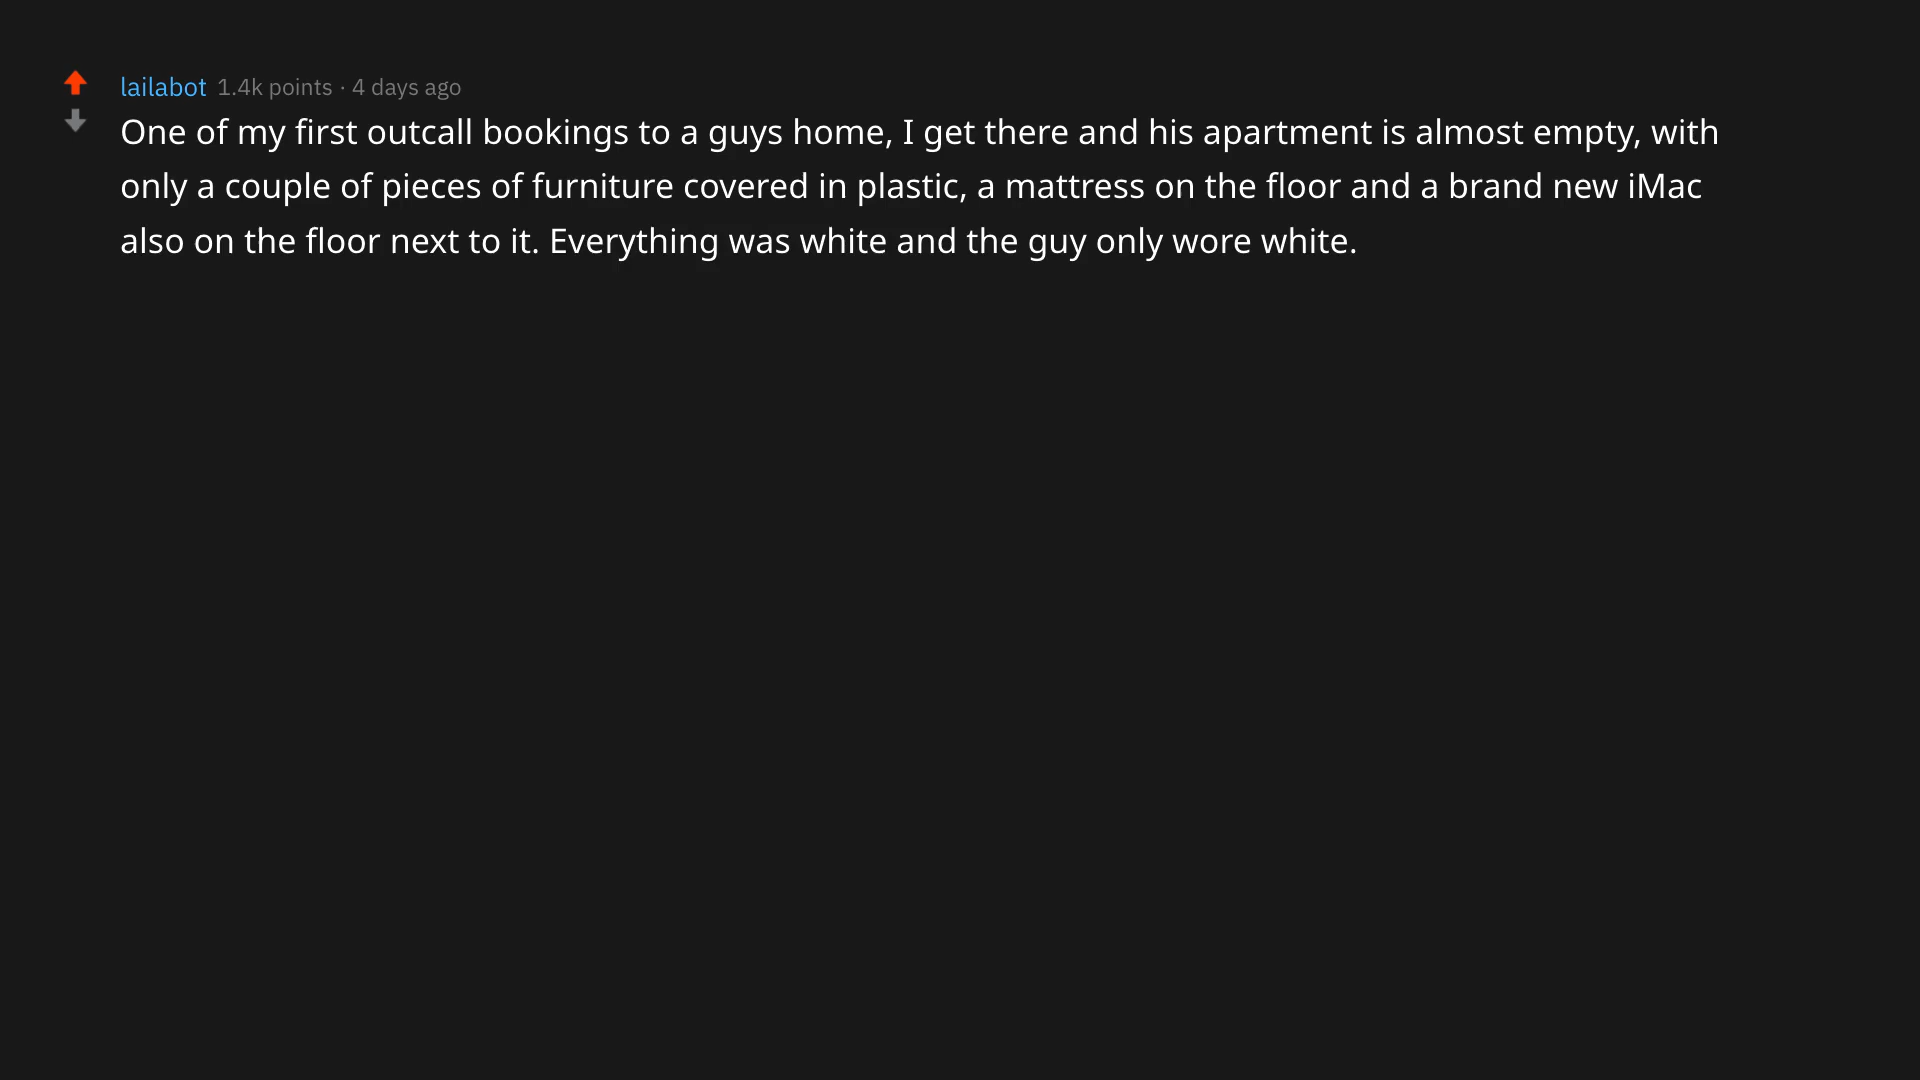 lailabot 1.4k points · 4 days ago
One of my first outcall bookings to a guys home, I get there and his apartment is almost empty, with
only a couple of pieces of furniture covered in plastic, a mattress on the floor and a brand new iMac
also on the floor next to it. Everything was white and the guy only wore white.